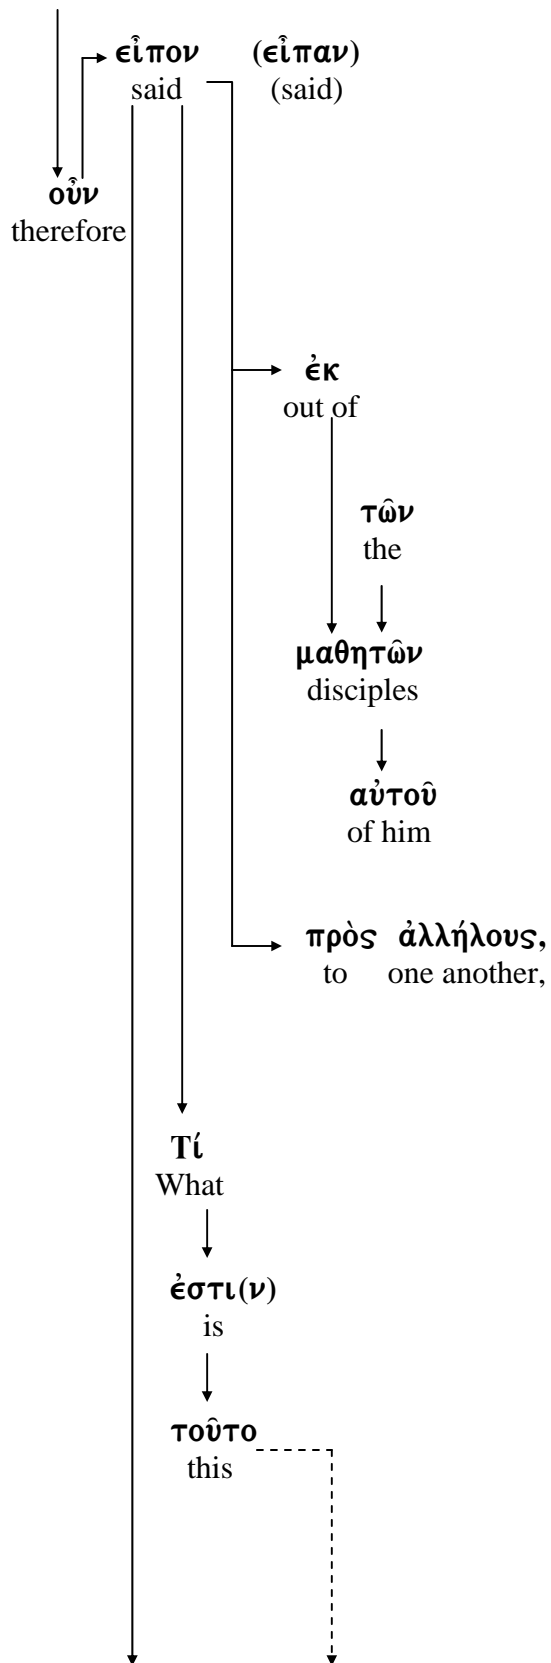 εἶπον (εἶπαν)
said (said)
οὖν
therefore
ἐκ
out of
τῶν
the
μαθητῶν
disciples
αὐτοῦ
of him
πρὸς ἀλλήλους,
to one another,
Τί
What
ἐστι(ν)
is
τοῦτο
this